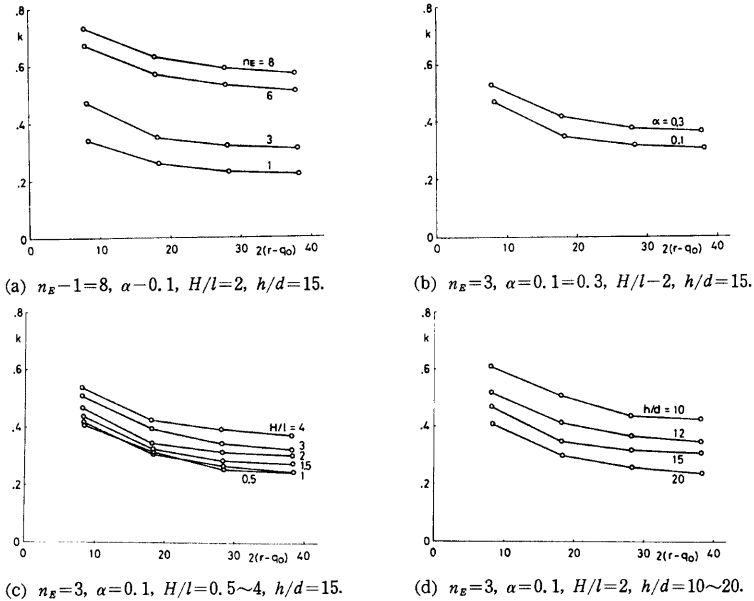 .8
k
.6
.4
.2
0
nE = 8
6
3
1
0 10 20 30 2(r-q₀) 40
(a) nE−1=8, α−0.1, H/l=2, h/d=15.
.8
k
.6
.4
.2
0
α = 0.3
0.1
0 10 20 30 2(r-q₀) 40
(b) nE=3, α=0.1=0.3, H/l−2, h/d=15.
.8
k
.6
.4
.2
0
H/l = 4
3
2
1.5
1
0.5
10 20 30 2(r-q₀) 40
(c) nE=3, α=0.1, H/l=0.5~4, h/d=15.
.8
k
.6
.4
.2
0
h/d = 10
12
15
20
0 10 20 30 2(r-q₀) 40
(d) nE=3, α=0.1, H/l=2, h/d=10~20.